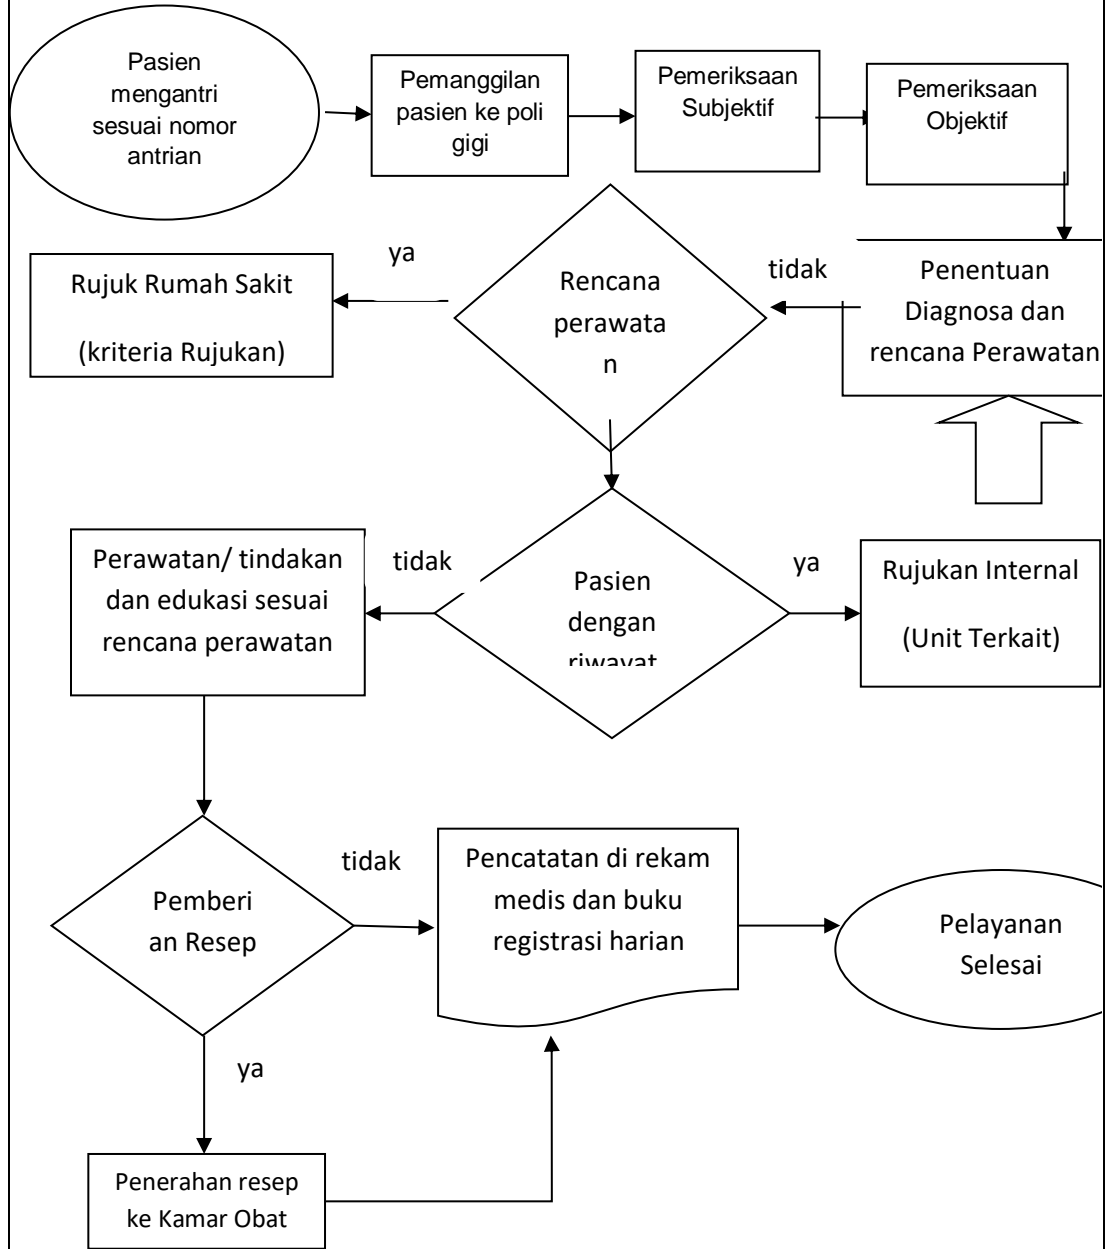 Pasien
mengantri
sesuai nomor
antrian
Pemanggilan
pasien ke poli
gigi
Pemeriksaan
Subjektif
Pemeriksaan
Objektif
ya
Rujuk Rumah Sakit
(kriteria Rujukan)
Rencana
perawata
n
tidak
Penentuan
Diagnosa dan
rencana Perawatan
Perawatan/ tindakan
dan edukasi sesuai
rencana perawatan
tidak
Pasien
dengan
riwayat
ya
Rujukan Internal
(Unit Terkait)
Pemberi
an Resep
tidak
Pencatatan di rekam
medis dan buku
registrasi harian
Pelayanan
Selesai
ya
Penerahan resep
ke Kamar Obat